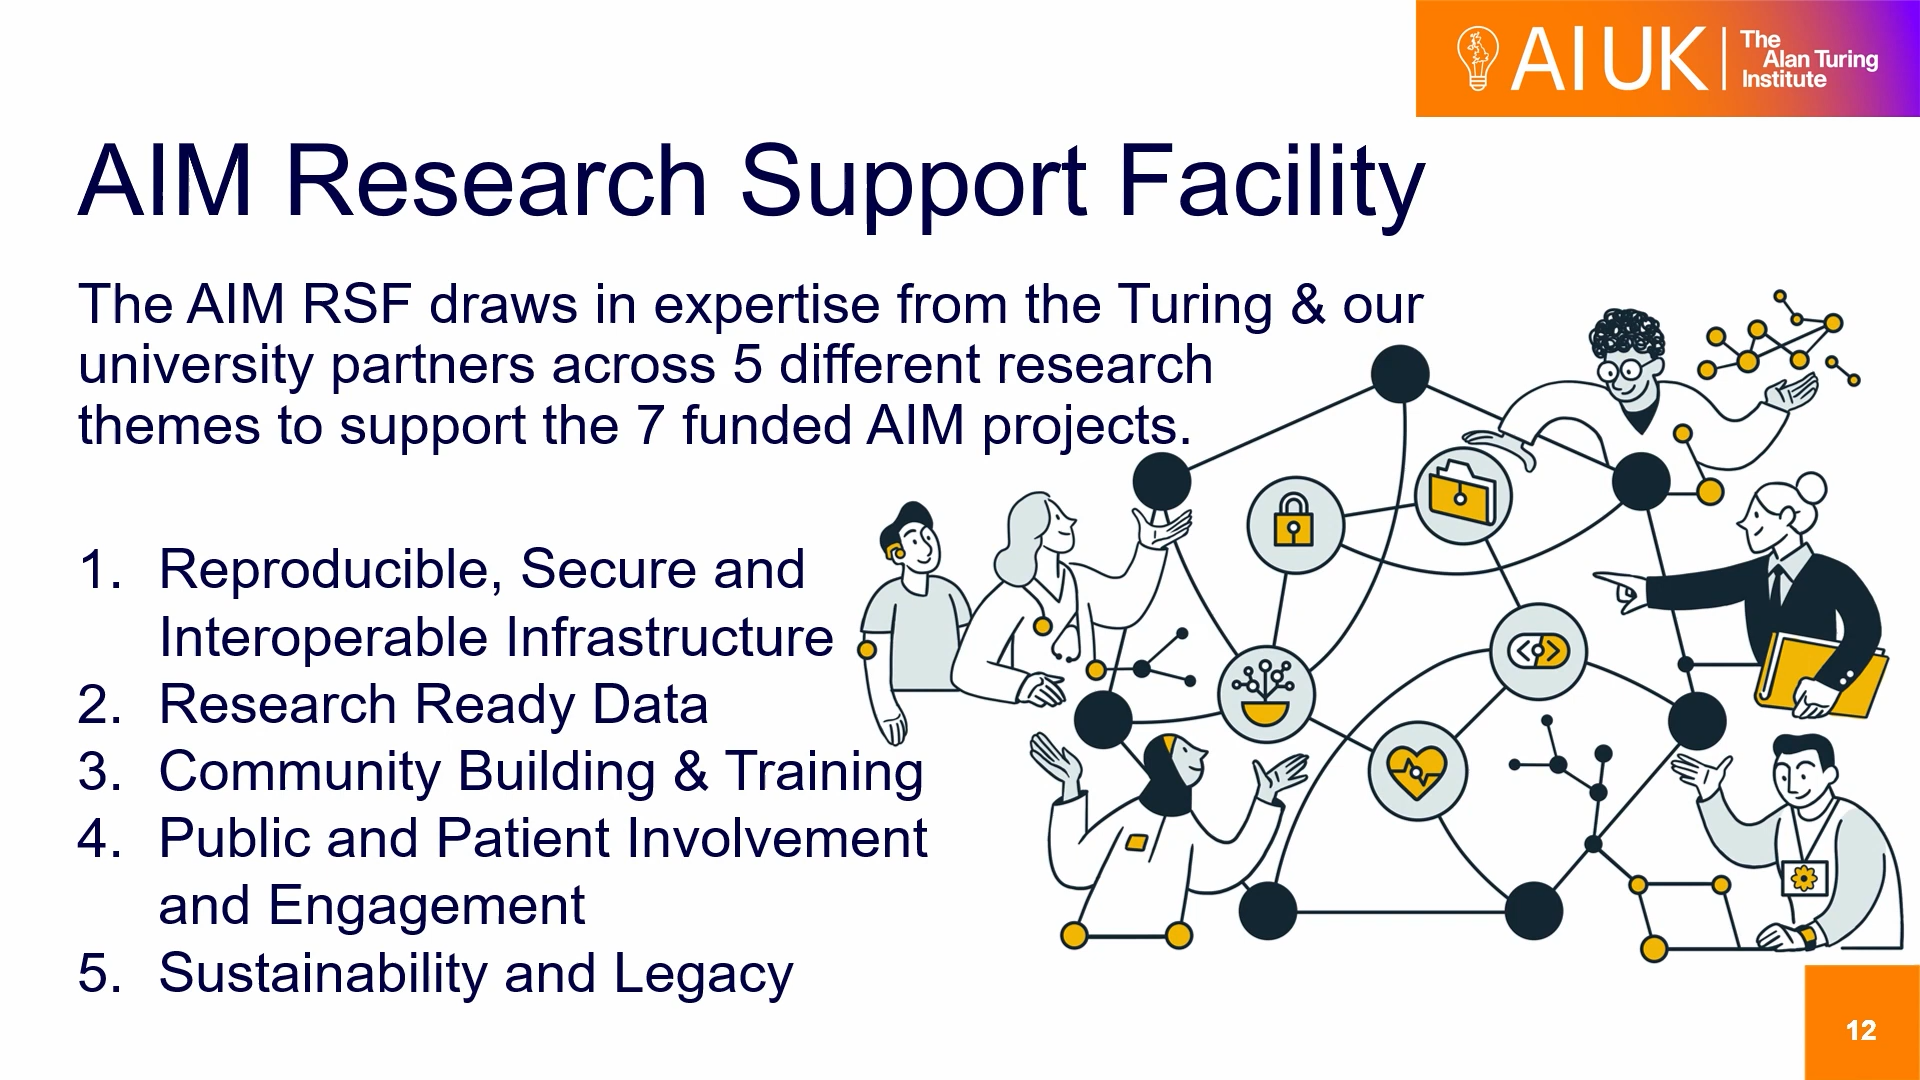 AI UK
The
Alan Turing
Institute
AIM Research Support Facility
The AIM RSF draws in expertise from the Turing & our
university partners across 5 different research
themes to support the 7 funded AIM projects.
1. Reproducible, Secure and
Interoperable Infrastructure
2. Research Ready Data
3. Community Building & Training
4. Public and Patient Involvement
and Engagement
5. Sustainability and Legacy
12